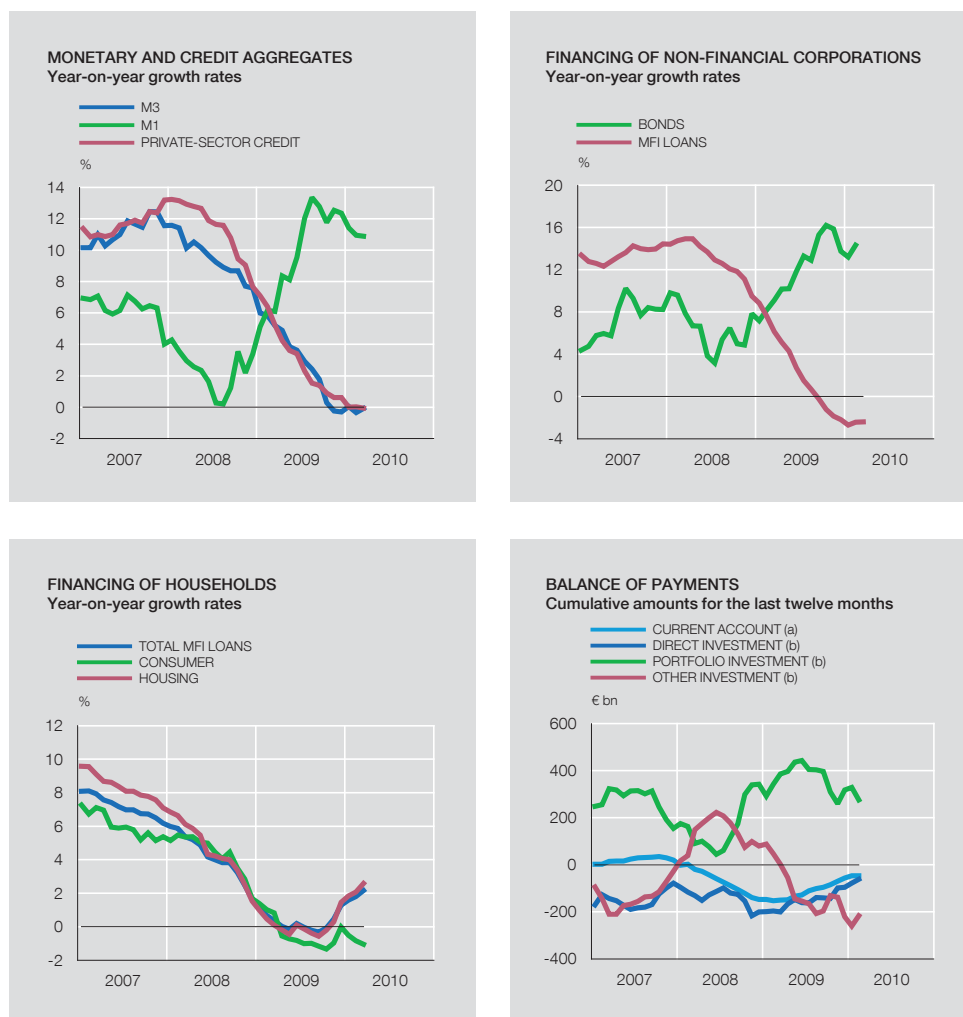 MONETARY AND CREDIT AGGREGATES
Year-on-year growth rates
M3
M1
PRIVATE-SECTOR CREDIT
%
14
12
10
8
6
4
2
0
-2
2007 2008 2009 2010
FINANCING OF NON-FINANCIAL CORPORATIONS
Year-on-year growth rates
BONDS
MFI LOANS
%
20
16
12
8
4
0
-4
2007 2008 2009 2010
FINANCING OF HOUSEHOLDS
Year-on-year growth rates
TOTAL MFI LOANS
CONSUMER
HOUSING
%
12
10
8
6
4
2
0
-2
2007 2008 2009 2010
BALANCE OF PAYMENTS
Cumulative amounts for the last twelve months
CURRENT ACCOUNT (a)
DIRECT INVESTMENT (b)
PORTFOLIO INVESTMENT (b)
OTHER INVESTMENT (b)
€ bn
600
400
200
0
-200
-400
2007 2008 2009 2010